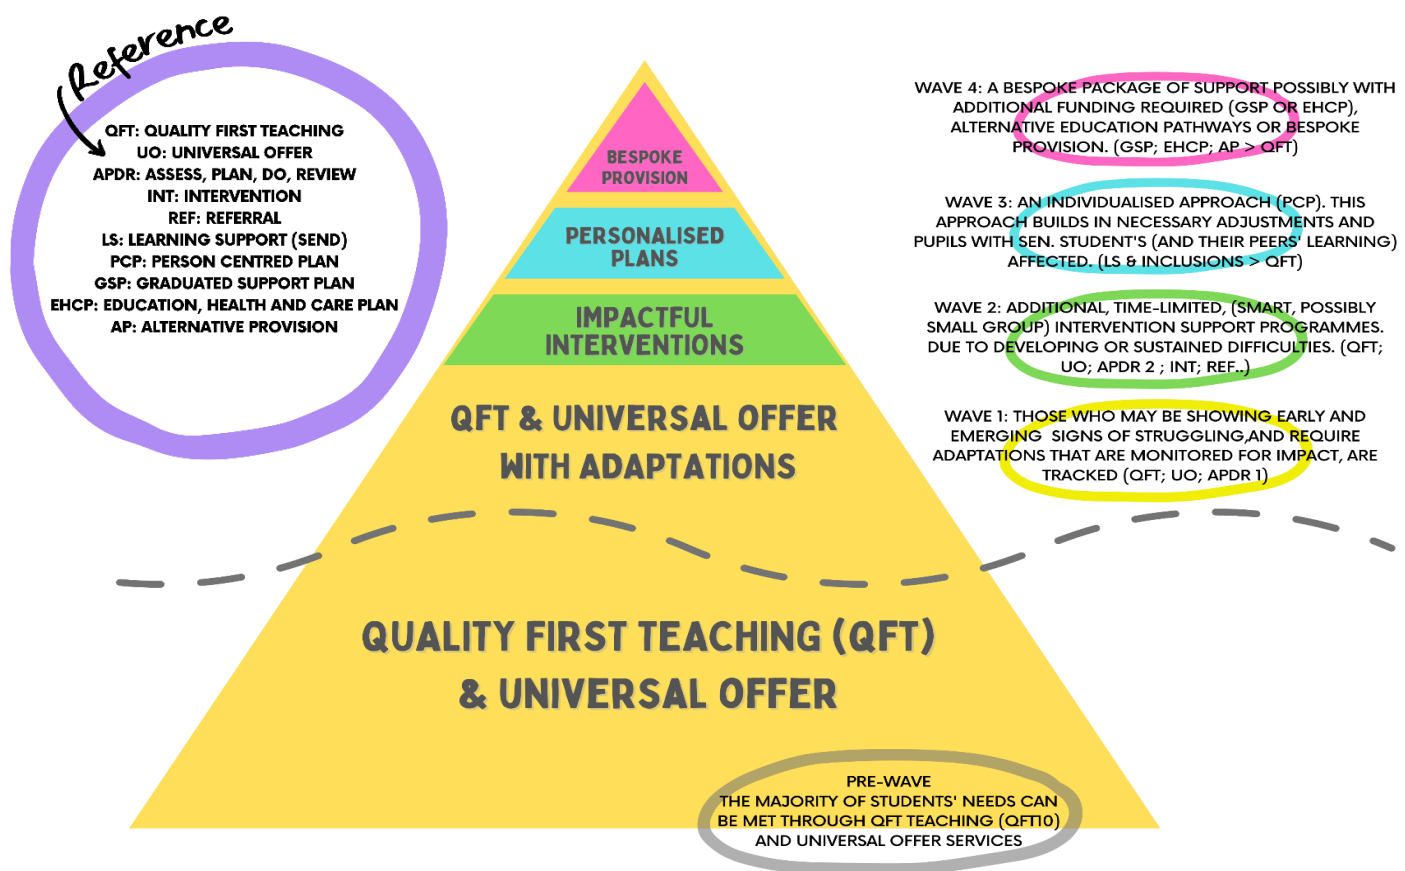 Reference
QFT: QUALITY FIRST TEACHING
UO: UNIVERSAL OFFER
APDR: ASSESS, PLAN, DO, REVIEW
INT: INTERVENTION
REF: REFERRAL
LS: LEARNING SUPPORT (SEND)
PCP: PERSON CENTRED PLAN
GSP: GRADUATED SUPPORT PLAN
EHCP: EDUCATION, HEALTH AND CARE PLAN
AP: ALTERNATIVE PROVISION
BESPOKE
PROVISION
PERSONALISED
PLANS
IMPACTFUL
INTERVENTIONS
QFT & UNIVERSAL OFFER
WITH ADAPTATIONS
QUALITY FIRST TEACHING (QFT)
& UNIVERSAL OFFER
WAVE 4: A BESPOKE PACKAGE OF SUPPORT POSSIBLY WITH
ADDITIONAL FUNDING REQUIRED (GSP OR EHCP),
ALTERNATIVE EDUCATION PATHWAYS OR BESPOKE
PROVISION. (GSP; EHCP; AP > QFT)
WAVE 3: AN INDIVIDUALISED APPROACH (PCP). THIS
APPROACH BUILDS IN NECESSARY ADJUSTMENTS AND
PUPILS WITH SEN. STUDENT'S (AND THEIR PEERS' LEARNING)
AFFECTED. (LS & INCLUSIONS > QFT)
WAVE 2: ADDITIONAL, TIME-LIMITED, (SMART, POSSIBLY
SMALL GROUP) INTERVENTION SUPPORT PROGRAMMES.
DUE TO DEVELOPING OR SUSTAINED DIFFICULTIES. (QFT;
UO; APDR 2 ; INT; REF..)
WAVE 1: THOSE WHO MAY BE SHOWING EARLY AND
EMERGING SIGNS OF STRUGGLING,AND REQUIRE
ADAPTATIONS THAT ARE MONITORED FOR IMPACT, ARE
TRACKED (QFT; UO; APDR 1)
PRE-WAVE
THE MAJORITY OF STUDENTS' NEEDS CAN
BE MET THROUGH QFT TEACHING (QFT10)
AND UNIVERSAL OFFER SERVICES